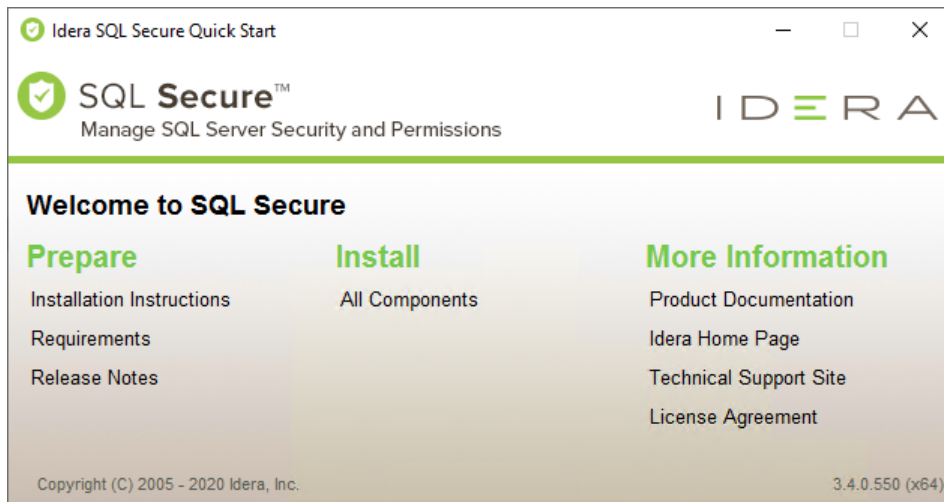 Idera SQL Secure Quick Start
SQL Secure™
Manage SQL Server Security and Permissions
IDERA
Welcome to SQL Secure
Prepare
Installation Instructions
Requirements
Release Notes
Install
All Components
More Information
Product Documentation
Idera Home Page
Technical Support Site
License Agreement
Copyright (C) 2005 - 2020 Idera, Inc.
3.4.0.550 (x64)